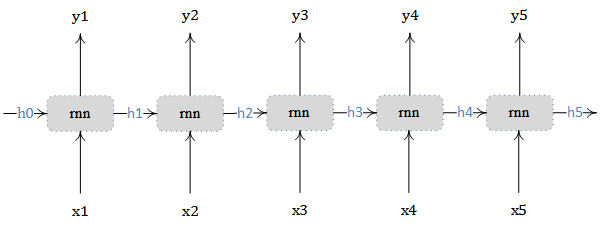 y1 y2 y3 y4 y5
h0 rnn h1 rnn h2 rnn h3 rnn h4 rnn h5
x1 x2 x3 x4 x5